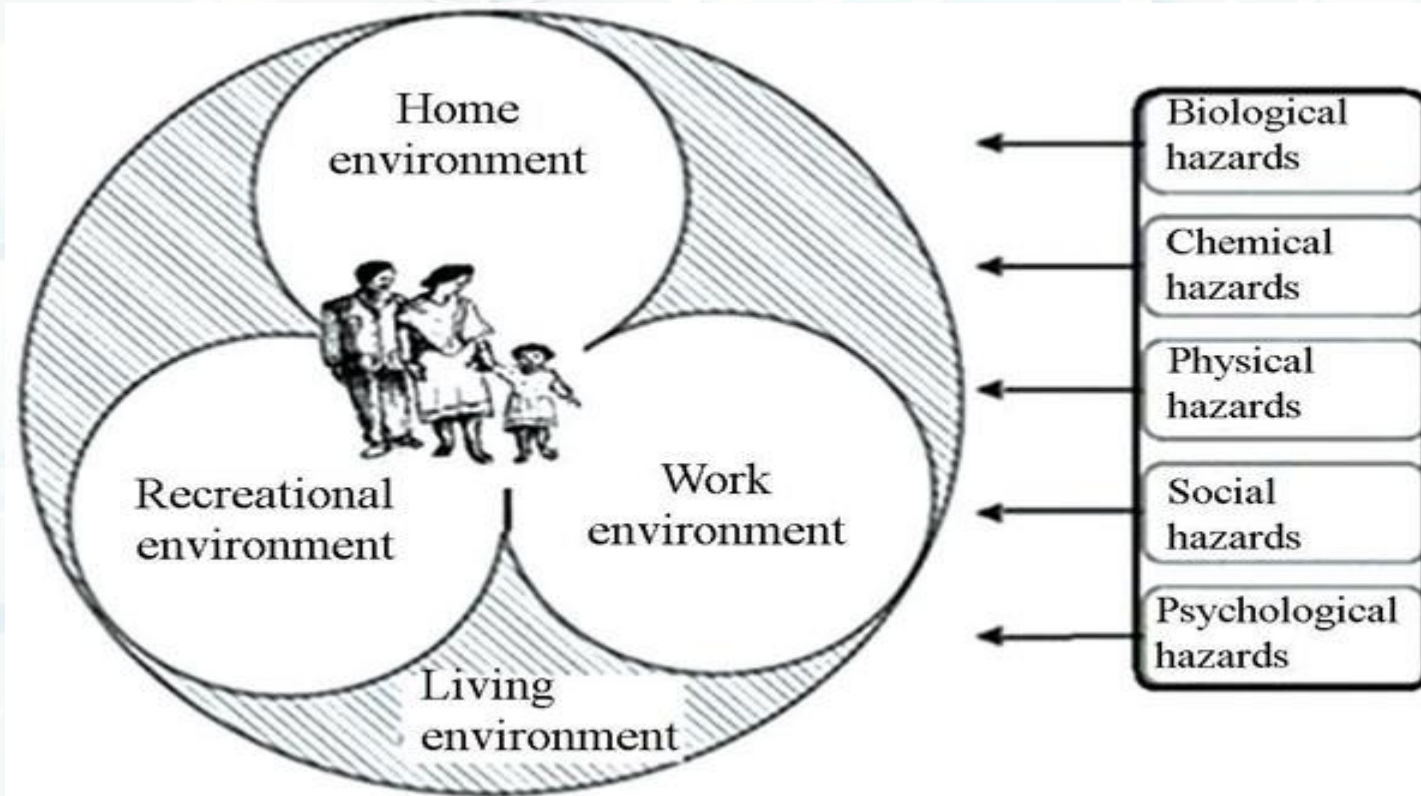 Home
environment
Recreational
environment
Work
environment
Living
environment
Biological
hazards
Chemical
hazards
Physical
hazards
Social
hazards
Psychological
hazards